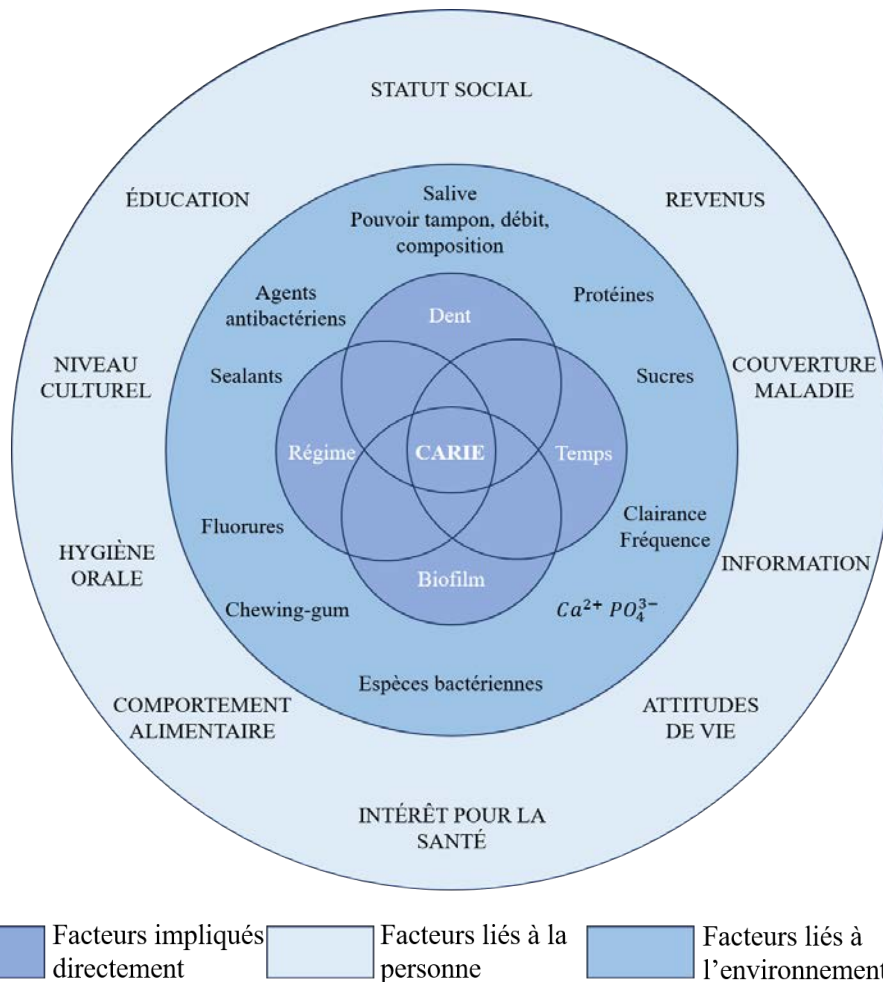 STATUT SOCIAL
ÉDUCATION
REVENUS
Salive
Pouvoir tampon, débit,
composition
Agents
antibactériens
Protéines
Dent
NIVEAU
CULTUREL
Sealants
Sucres
COUVERTURE
MALADIE
Régime
CARIE
Temps
Fluorures
Clairance
Fréquence
HYGIÈNE
ORALE
INFORMATION
Biofilm
Chewing-gum
Ca²⁺ PO₄³⁻
Espèces bactériennes
COMPORTEMENT
ALIMENTAIRE
ATTITUDES
DE VIE
INTÉRÊT POUR LA
SANTÉ
Facteurs impliqués
directement
Facteurs liés à la
personne
Facteurs liés à
l’environnement